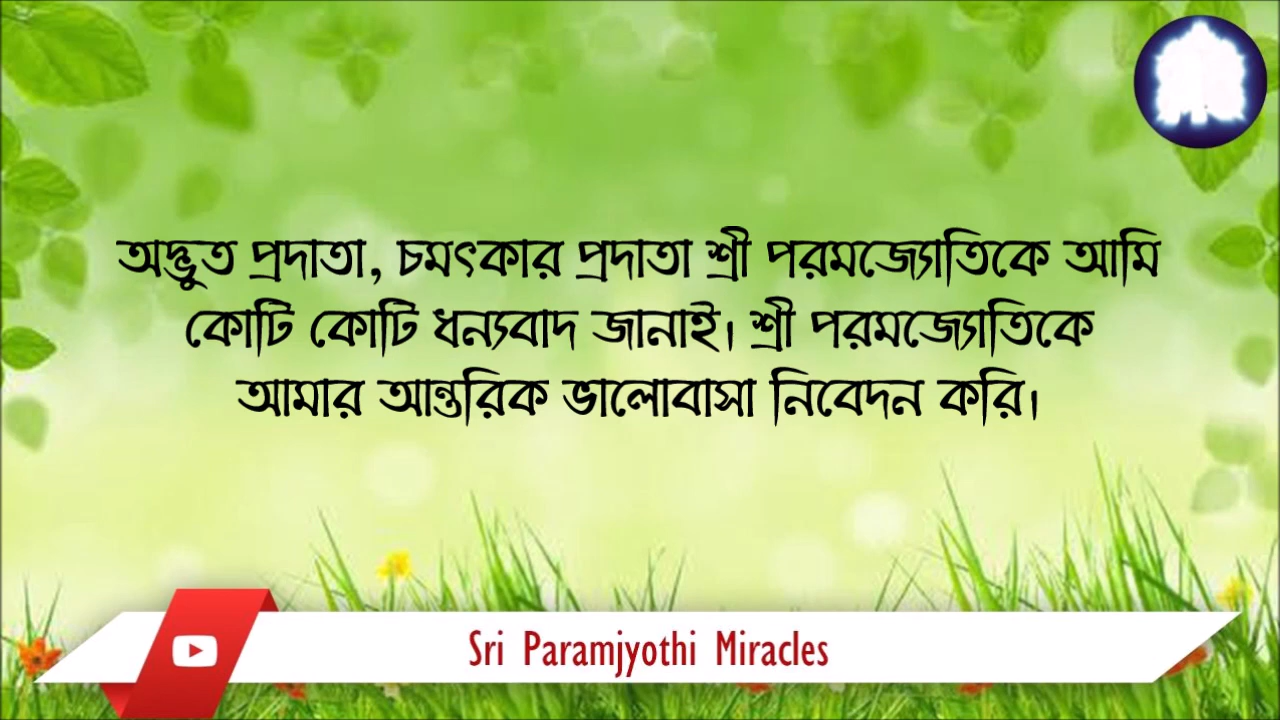 অদ্ভুত প্রদাতা, চমৎকার প্রদাতা শ্রী পরমজ্যোতিকে আমি
কোটি কোটি ধন্যবাদ জানাই। শ্রী পরমজ্যোতিকে
আমার আন্তরিক ভালোবাসা নিবেদন করি।
Sri Paramjyothi Miracles